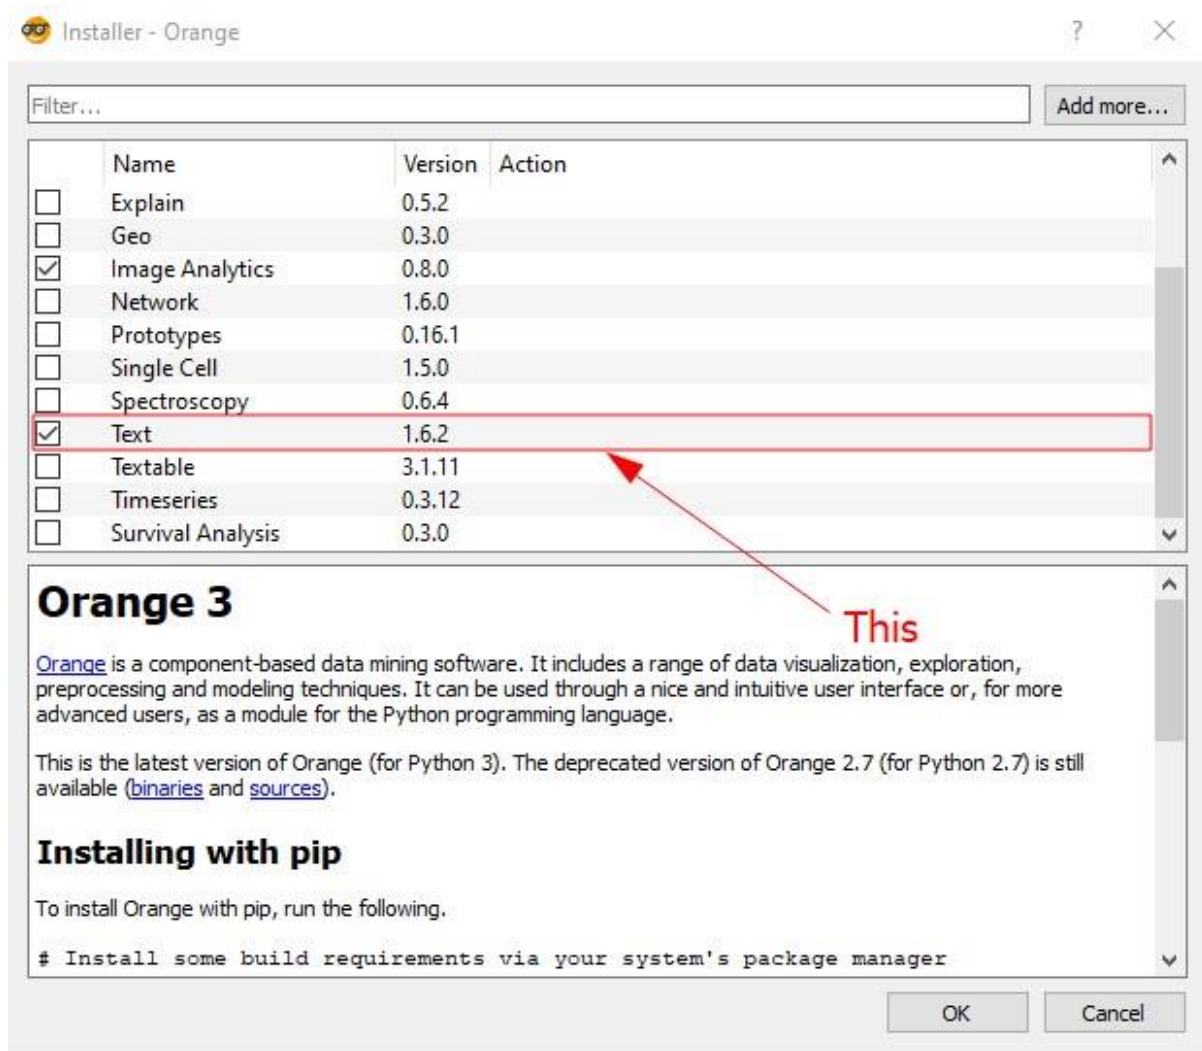 Installer - Orange
?
Filter...
Add more...
Name Version Action
Explain 0.5.2
Geo 0.3.0
Image Analytics 0.8.0
Network 1.6.0
Prototypes 0.16.1
Single Cell 1.5.0
Spectroscopy 0.6.4
Text 1.6.2
Textable 3.1.11
Timeseries 0.3.12
Survival Analysis 0.3.0
This
Orange 3
Orange is a component-based data mining software. It includes a range of data visualization, exploration,
preprocessing and modeling techniques. It can be used through a nice and intuitive user interface or, for more
advanced users, as a module for the Python programming language.
This is the latest version of Orange (for Python 3). The deprecated version of Orange 2.7 (for Python 2.7) is still
available (binaries and sources).
Installing with pip
To install Orange with pip, run the following.
# Install some build requirements via your system's package manager
OK
Cancel